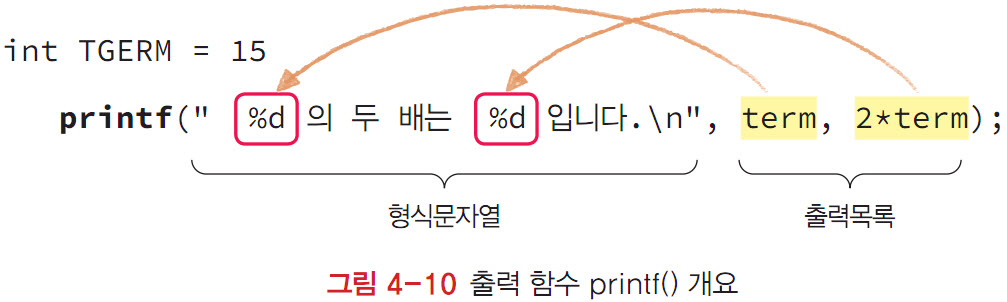 int TGERM = 15
printf(" %d 의 두 배는 %d 입니다.\n", term, 2*term);
형식문자열 출력목록
그림 4-10 출력 함수 printf() 개요